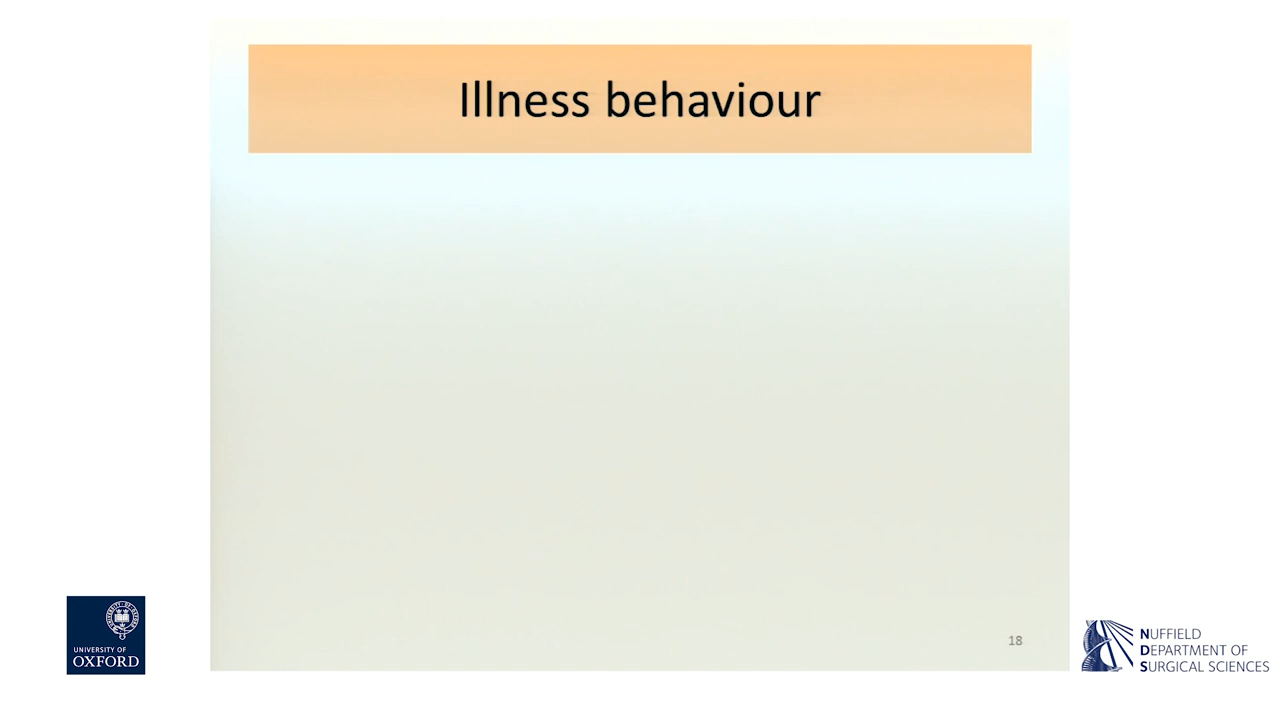 Illness behaviour
18
UNIVERSITY OF
OXFORD
NUFFIELD
DEPARTMENT OF
SURGICAL SCIENCES